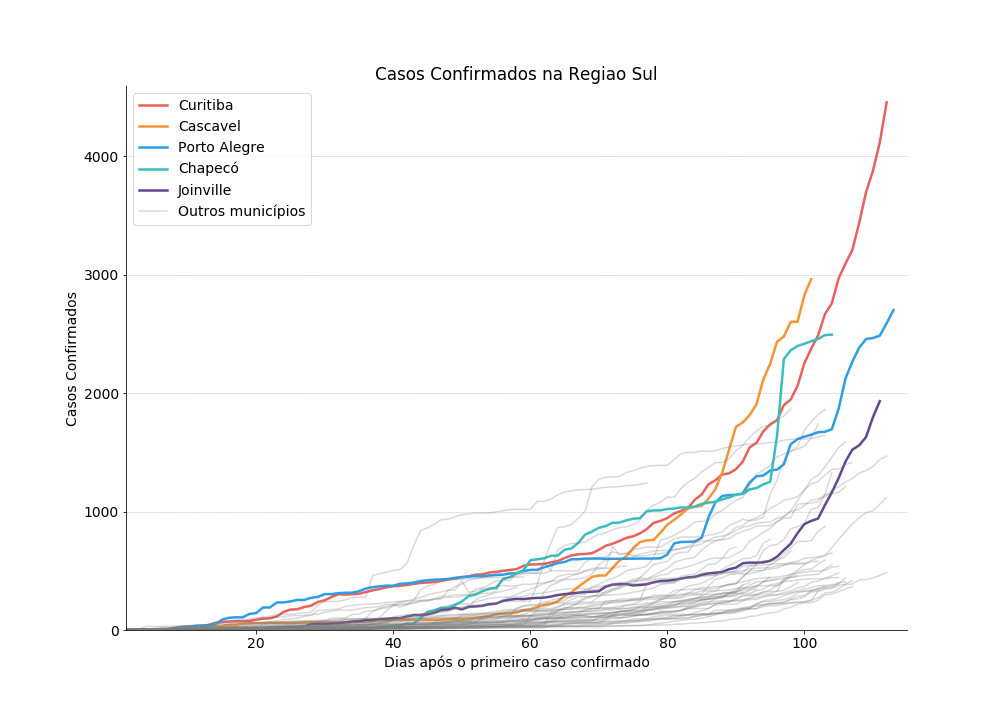 Casos Confirmados na Regiao Sul
Curitiba
Cascavel
Porto Alegre
Chapecó
Joinville
Outros municípios
Casos Confirmados
4000
3000
2000
1000
0
20
40
60
80
100
Dias após o primeiro caso confirmado